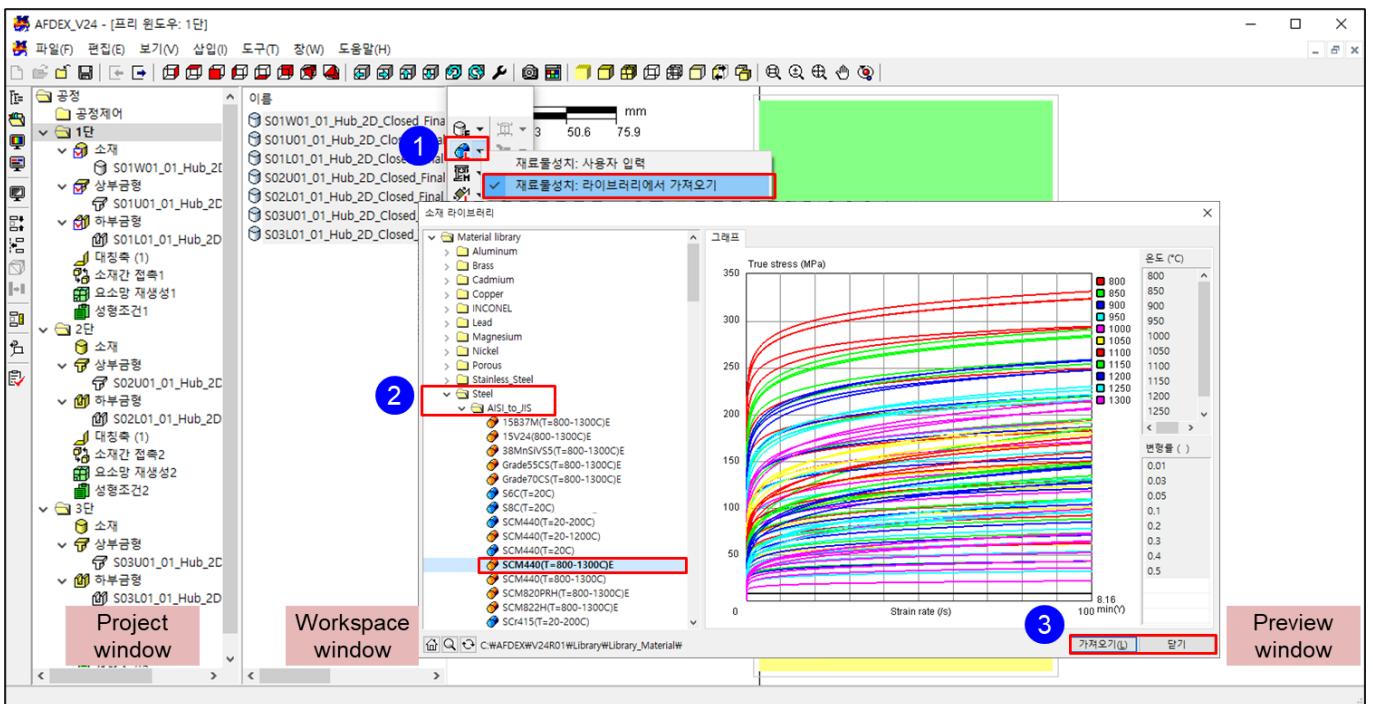 AFDEX_V24 - [프리 윈도우: 1단]
파일(F) 편집(E) 보기(V) 삽입(I) 도구(T) 창(W) 도움말(H)
공정
공정제어
1단
소재
S01W01_01_Hub_2D
상부금형
S01U01_01_Hub_2D
하부금형
S01L01_01_Hub_2D
대칭축 (1)
소재간 접촉1
요소망 재생성1
성형조건1
2단
소재
상부금형
S02U01_01_Hub_2D
하부금형
S02L01_01_Hub_2D
대칭축 (1)
소재간 접촉2
요소망 재생성2
성형조건2
3단
소재
상부금형
S03U01_01_Hub_2D
하부금형
S03L01_01_Hub_2D
Project
window
이름
S01W01_01_Hub_2D_Closed_Fina
S01U01_01_Hub_2D_Clo
S01L01_01_Hub_2D_Close
S02U01_01_Hub_2D_Closed_Final
S02L01_01_Hub_2D_Closed_Final
S03U01_01_Hub_2D_Closed_
S03L01_01_Hub_2D_Closed_
Workspace
window
mm
3 50.6 75.9
1
재료물성치: 사용자 입력
재료물성치: 라이브러리에서 가져오기
소재 라이브러리
Material library
Aluminum
Brass
Cadmium
Copper
INCONEL
Lead
Magnesium
Nickel
Porous
Stainless_Steel
2
Steel
AISI_to_JIS
15B37M(T=800-1300C)E
15V24(800-1300C)E
38MnSiVS5(T=800-1300C)E
Grade55CS(T=800-1300C)E
Grade70CS(T=800-1300C)E
S6C(T=20C)
S8C(T=20C)
SCM440(T=20-200C)
SCM440(T=20-1200C)
SCM440(T=20C)
SCM440(T=800-1300C)E
SCM440(T=800-1300C)
SCM820PRH(T=800-1300C)E
SCM822H(T=800-1300C)E
SCr415(T=20-200C)E
C:₩AFDEX₩V24R01₩Library₩Library_Material₩
그래프
True stress (MPa)
350
300
250
200
150
100
50
0
Strain rate (/s)
100
8.16
min(Y)
800
850
900
950
1000
1050
1100
1150
1200
1250
1300
온도 (°C)
800
850
900
950
1000
1050
1100
1150
1200
1250
변형률 ( )
0.01
0.03
0.05
0.1
0.2
0.3
0.4
0.5
3
가져오기(L) 닫기
Preview
window